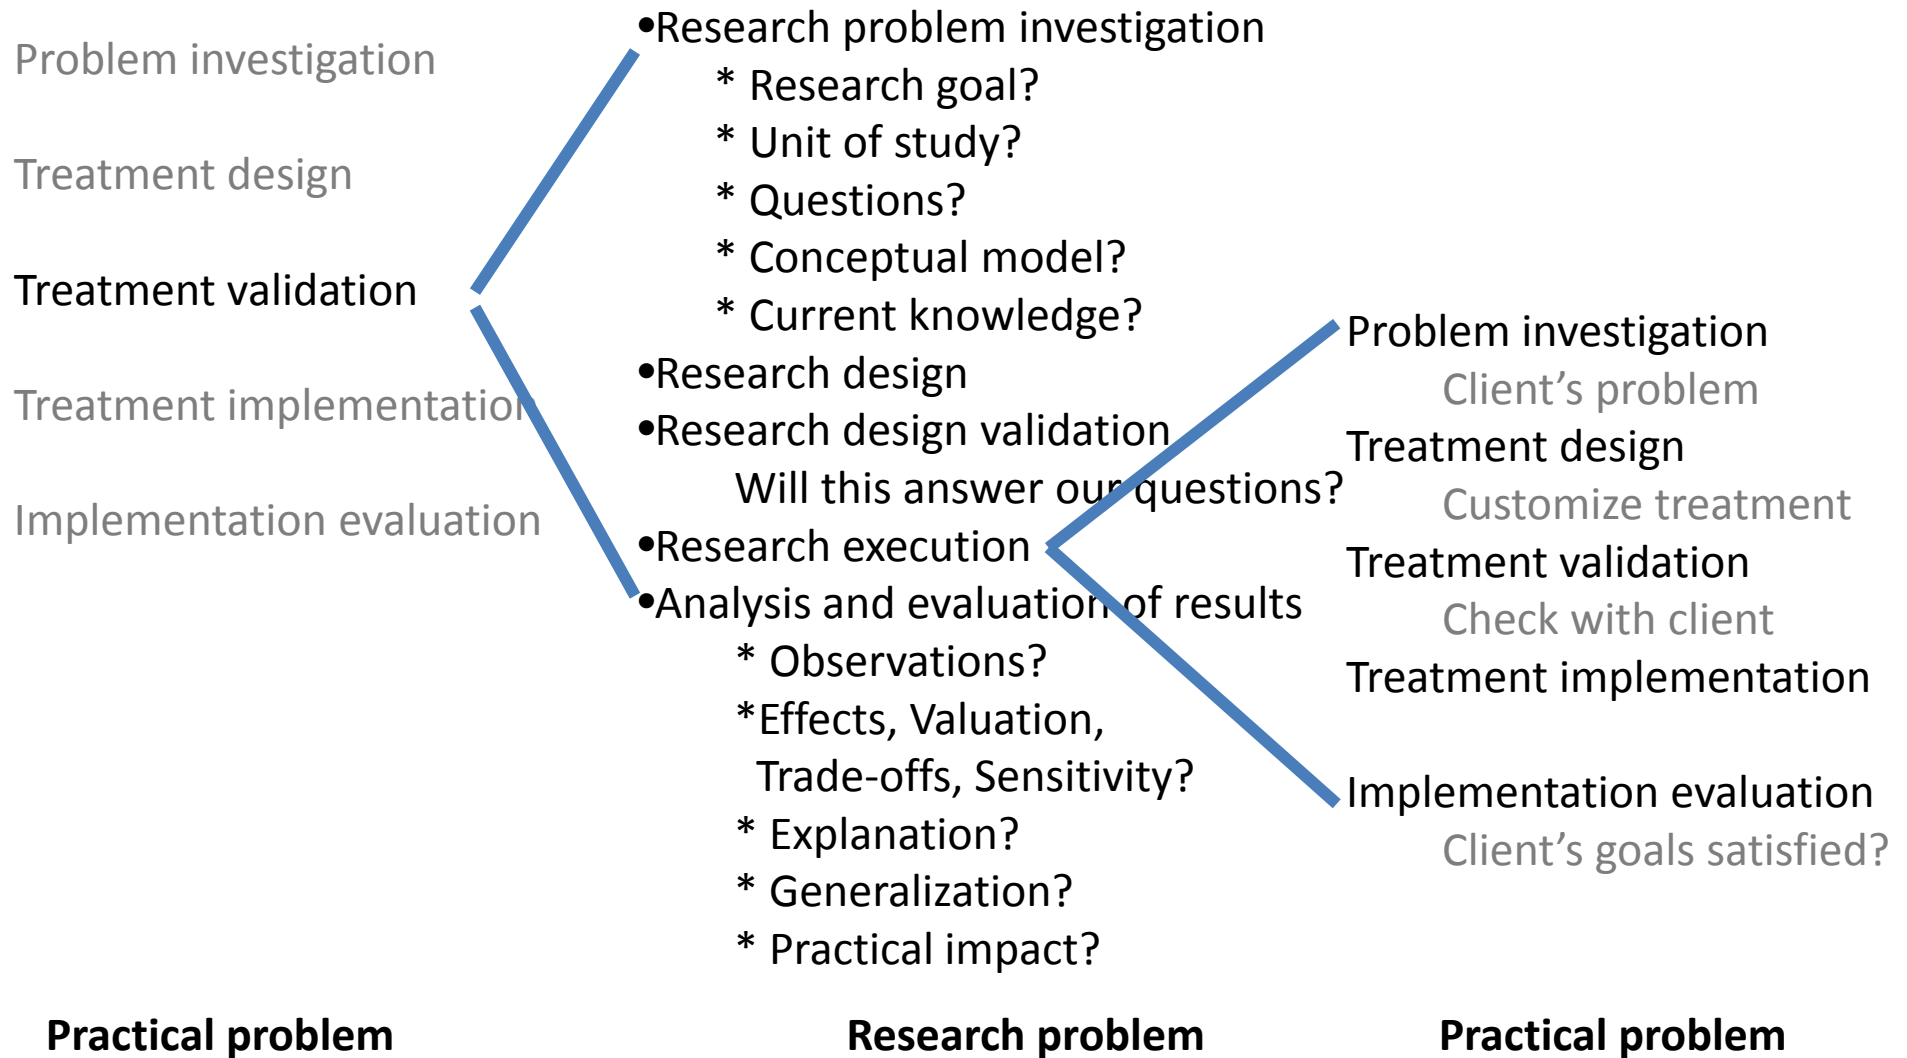 Problem investigation
Treatment design
Treatment validation
Treatment implementation
Implementation evaluation
•Research problem investigation
* Research goal?
* Unit of study?
* Questions?
* Conceptual model?
* Current knowledge?
•Research design
•Research design validation
Will this answer our questions?
•Research execution
•Analysis and evaluation of results
* Observations?
*Effects, Valuation,
Trade-offs, Sensitivity?
* Explanation?
* Generalization?
* Practical impact?
Problem investigation
Client’s problem
Treatment design
Customize treatment
Treatment validation
Check with client
Treatment implementation
Implementation evaluation
Client’s goals satisfied?
Practical problem
Research problem
Practical problem